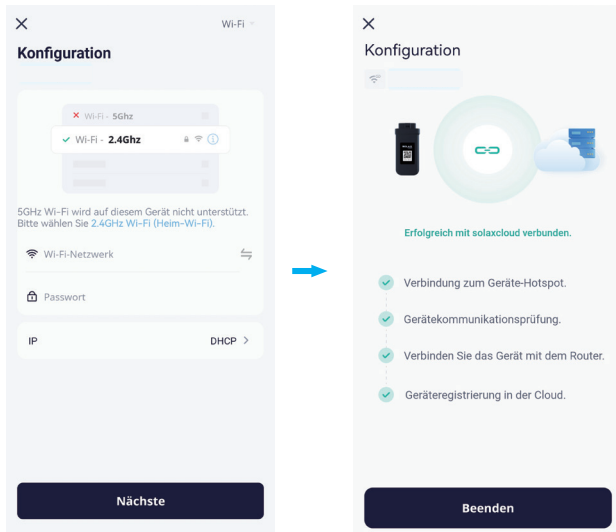 Wi-Fi
Konfiguration
Wi-Fi - 5Ghz
Wi-Fi - 2.4Ghz
5GHz Wi-Fi wird auf diesem Gerät nicht unterstützt.
Bitte wählen Sie 2.4GHz Wi-Fi (Heim-Wi-Fi).
Wi-Fi-Netzwerk
Passwort
IP
DHCP
Nächste
Konfiguration
Erfolgreich mit solaxcloud verbunden.
Verbindung zum Geräte-Hotspot.
Gerätekommunikationsprüfung.
Verbinden Sie das Gerät mit dem Router.
Geräteregistrierung in der Cloud.
Beenden